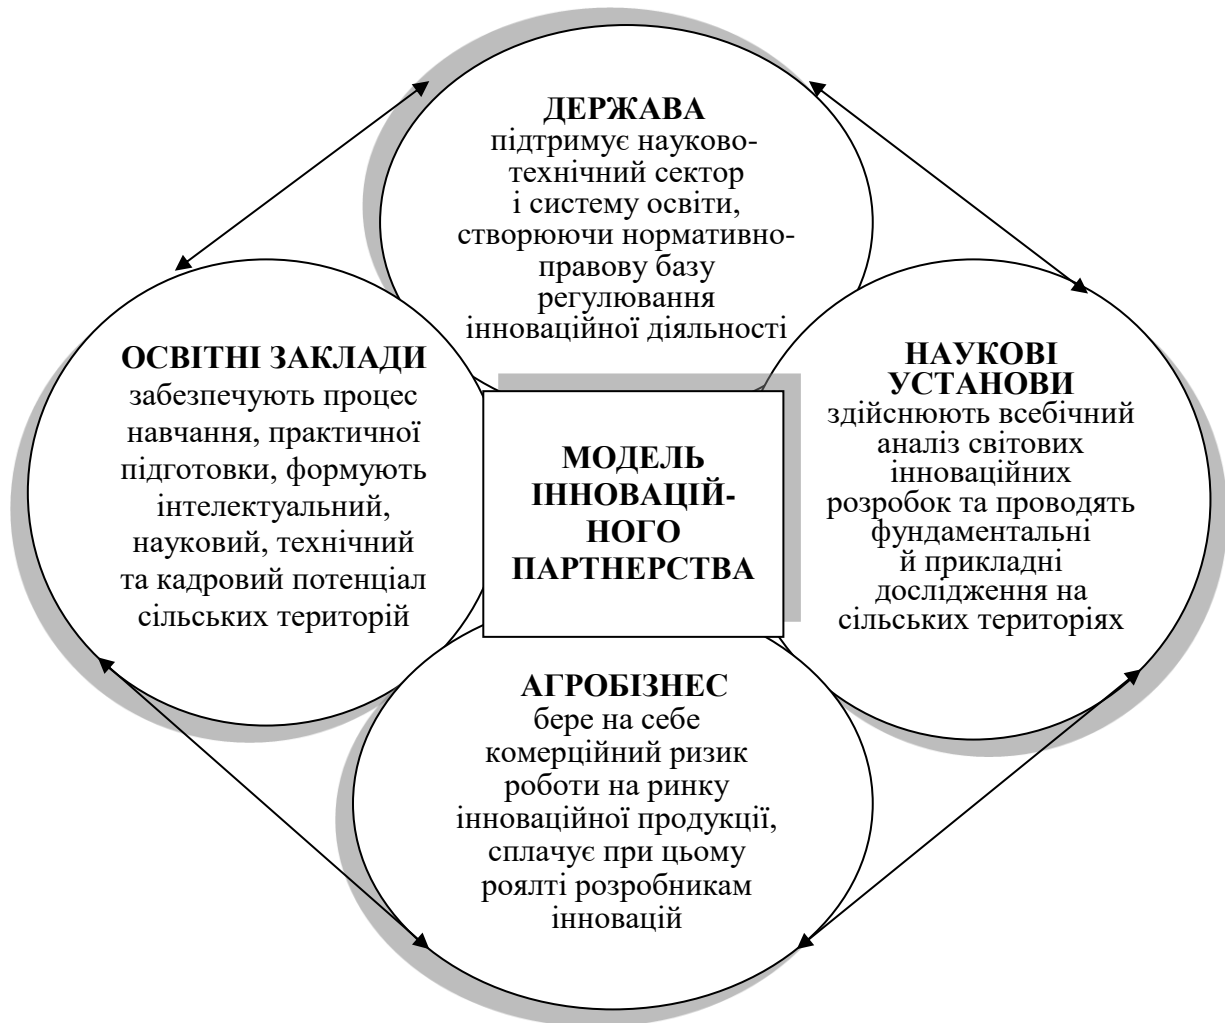 ДЕРЖАВА
підтримує науково-
технічний сектор
і систему освіти,
створюючи нормативно-
правову базу
регулювання
інноваційної діяльності
ОСВІТНІ ЗАКЛАДИ
забезпечують процес
навчання, практичної
підготовки, формують
інтелектуальний,
науковий, технічний
та кадровий потенціал
сільських територій
МОДЕЛЬ
ІННОВАЦІЙ-
НОГО
ПАРТНЕРСТВА
НАУКОВІ
УСТАНОВИ
здійснюють всебічний
аналіз світових
інноваційних
розробок та проводять
фундаментальні
й прикладні
дослідження на
сільських територіях
АГРОБІЗНЕС
бере на себе
комерційний ризик
роботи на ринку
інноваційної продукції,
сплачує при цьому
роялті розробникам
інновацій